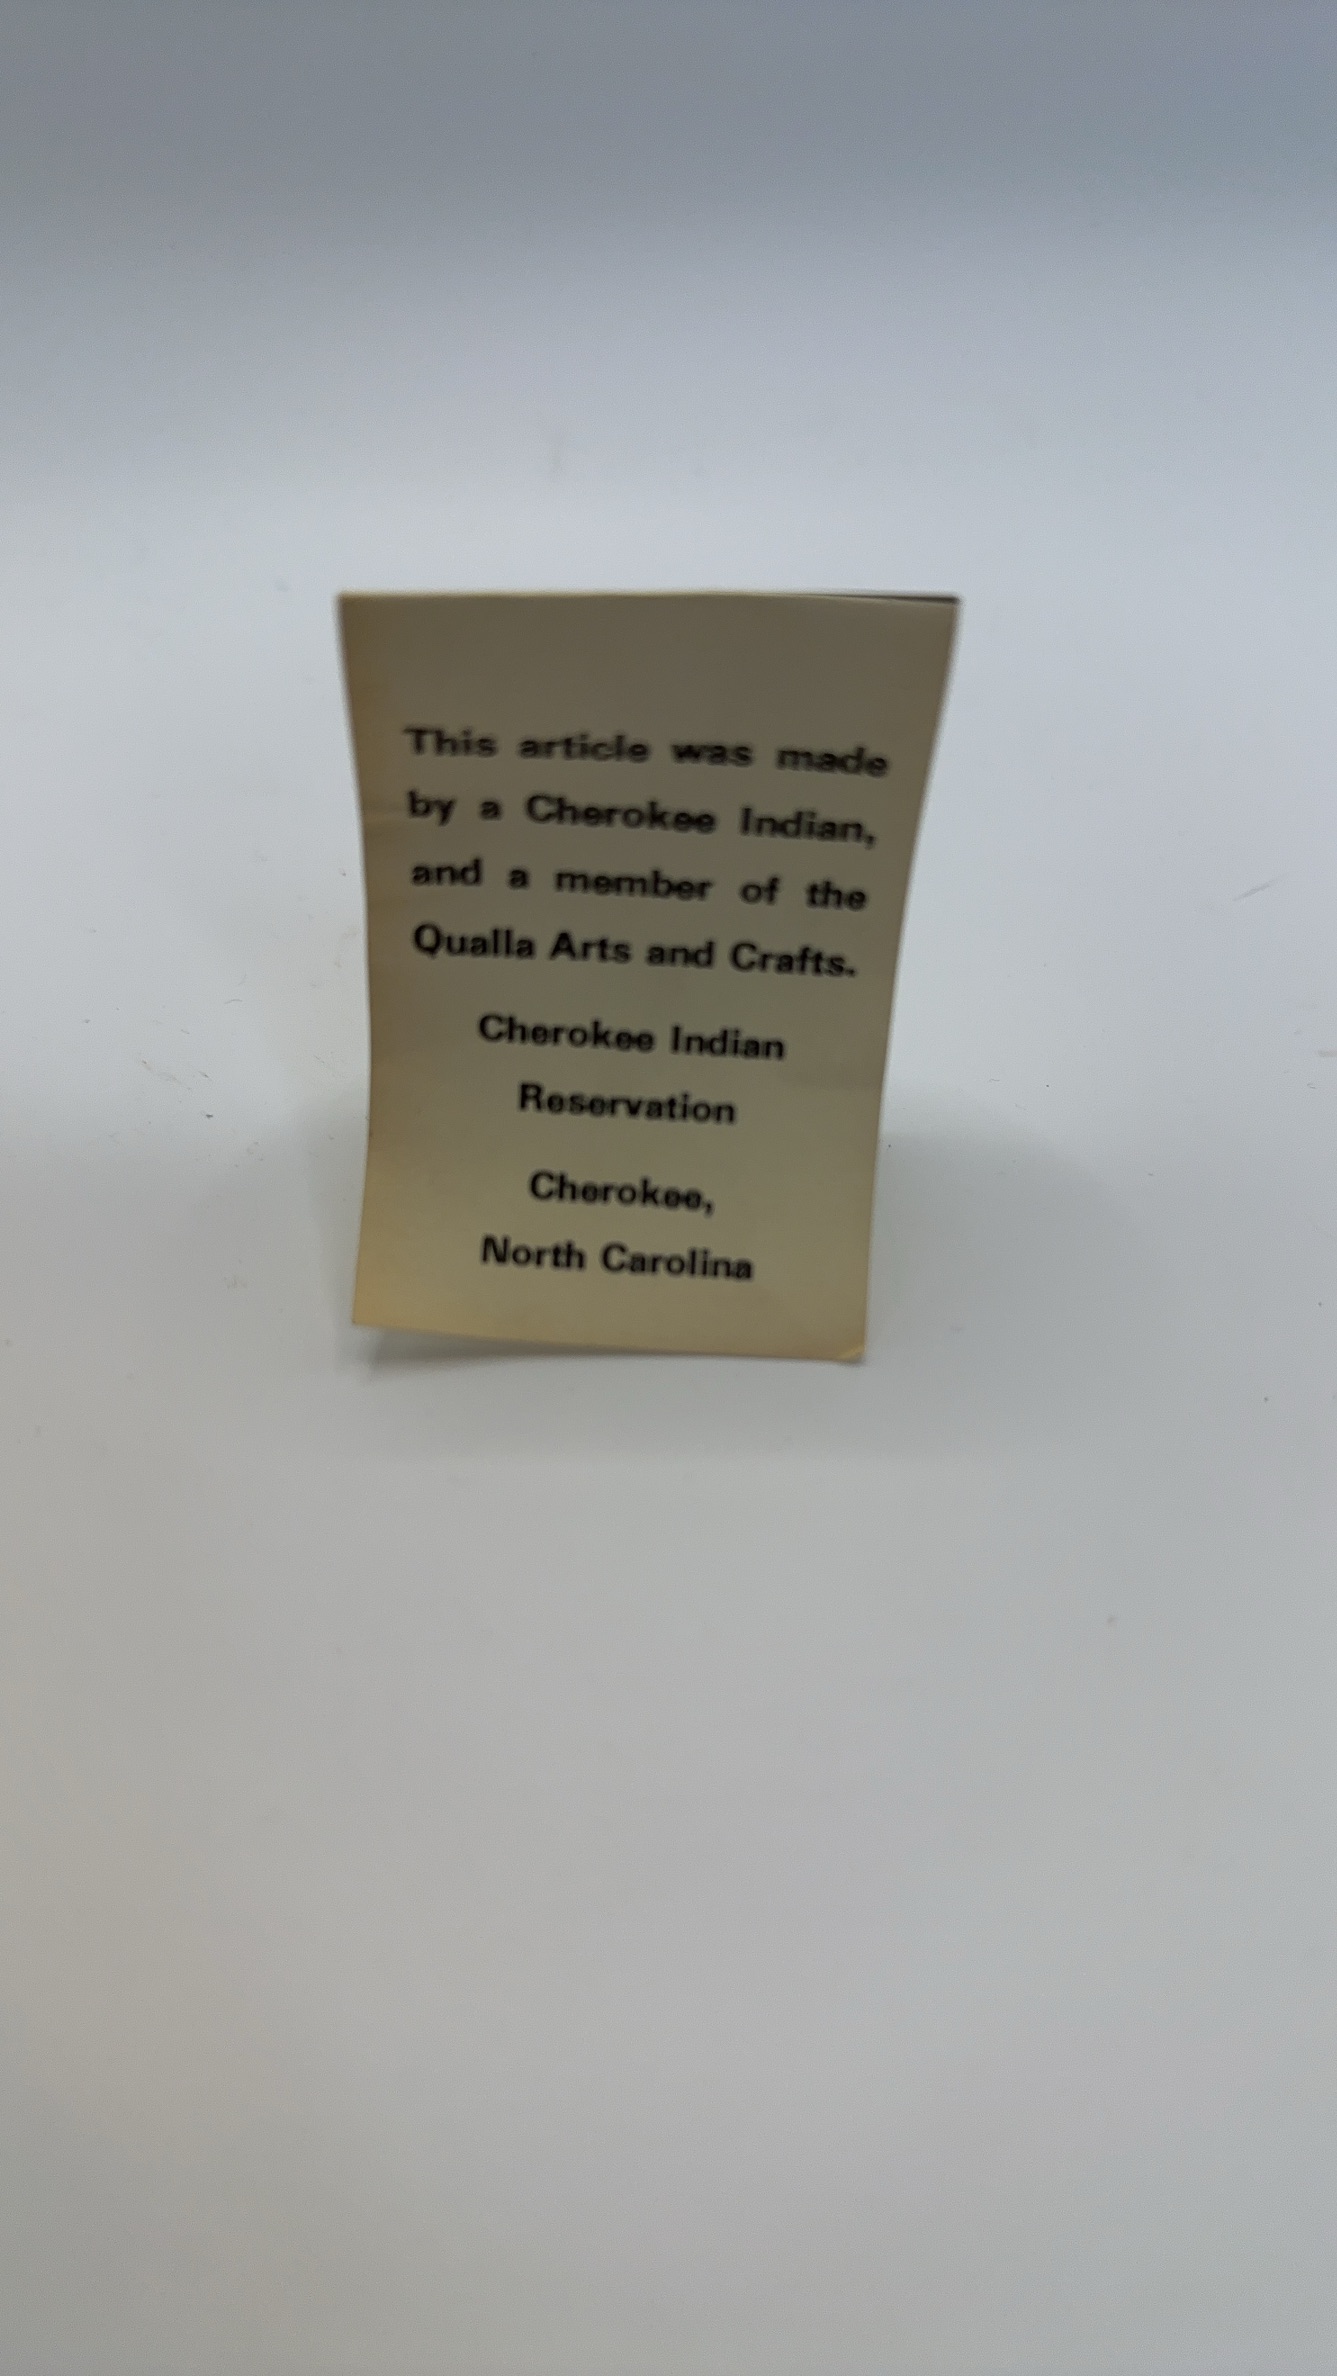 This article was made
by a Cherokee Indian,
and a member of the
Qualla Arts and Crafts.
Cherokee Indian
Reservation
Cherokee,
North Carolina